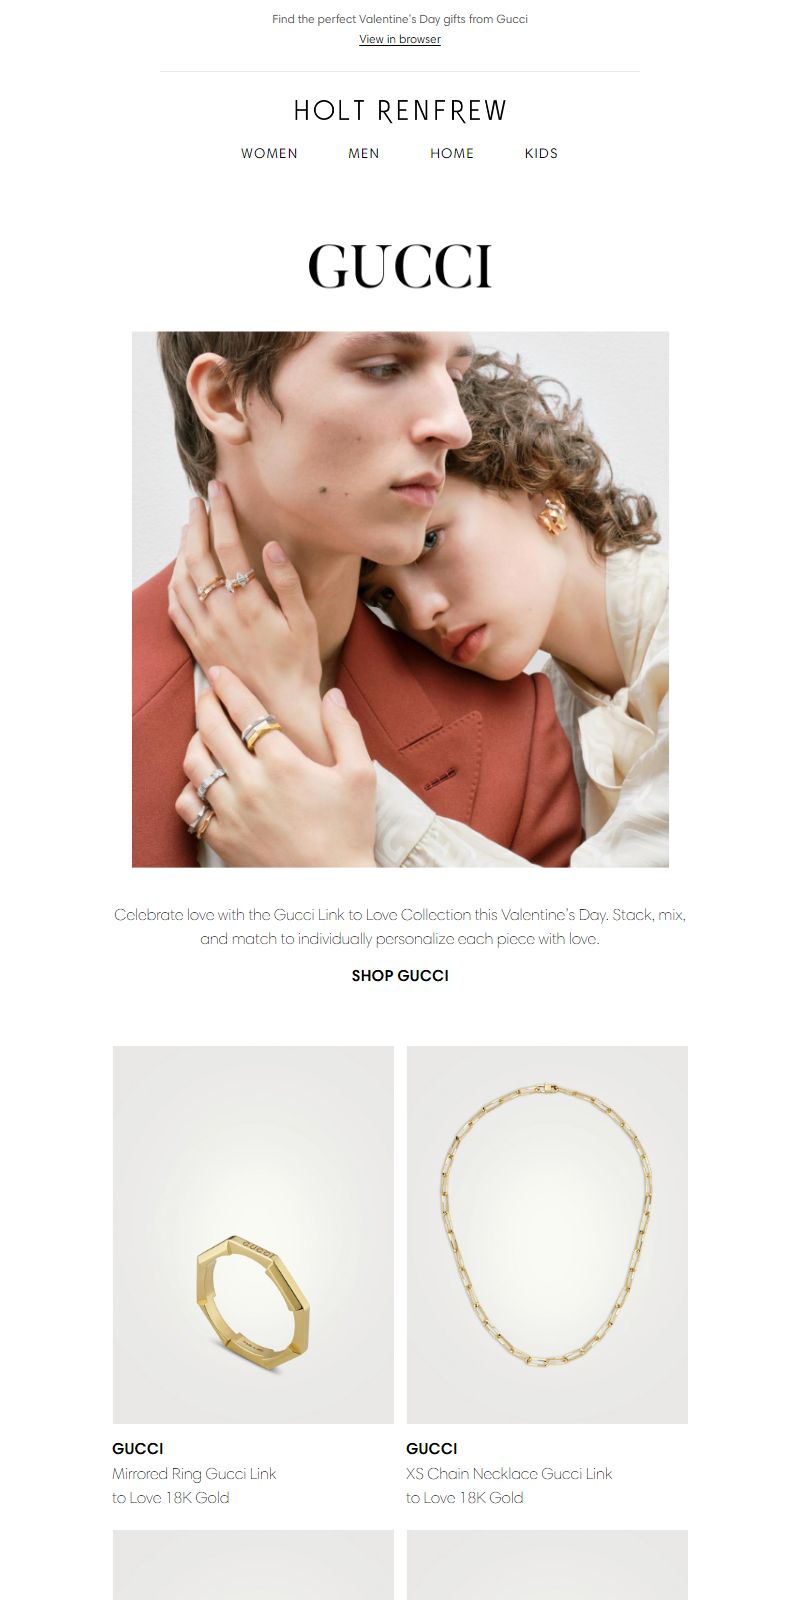 Find the perfect Valentine's Day gifts from Gucci
View in browser
HOLT RENFREW
WOMEN MEN HOME KIDS
GUCCI
Celebrate love with the Gucci Link to Love Collection this Valentine's Day. Stack, mix,
and match to individually personalize each piece with love.
SHOP GUCCI
GUCCI
GUCCI
Mirrored Ring Gucci Link
to Love 18K Gold
GUCCI
XS Chain Necklace Gucci Link
to Love 18K Gold